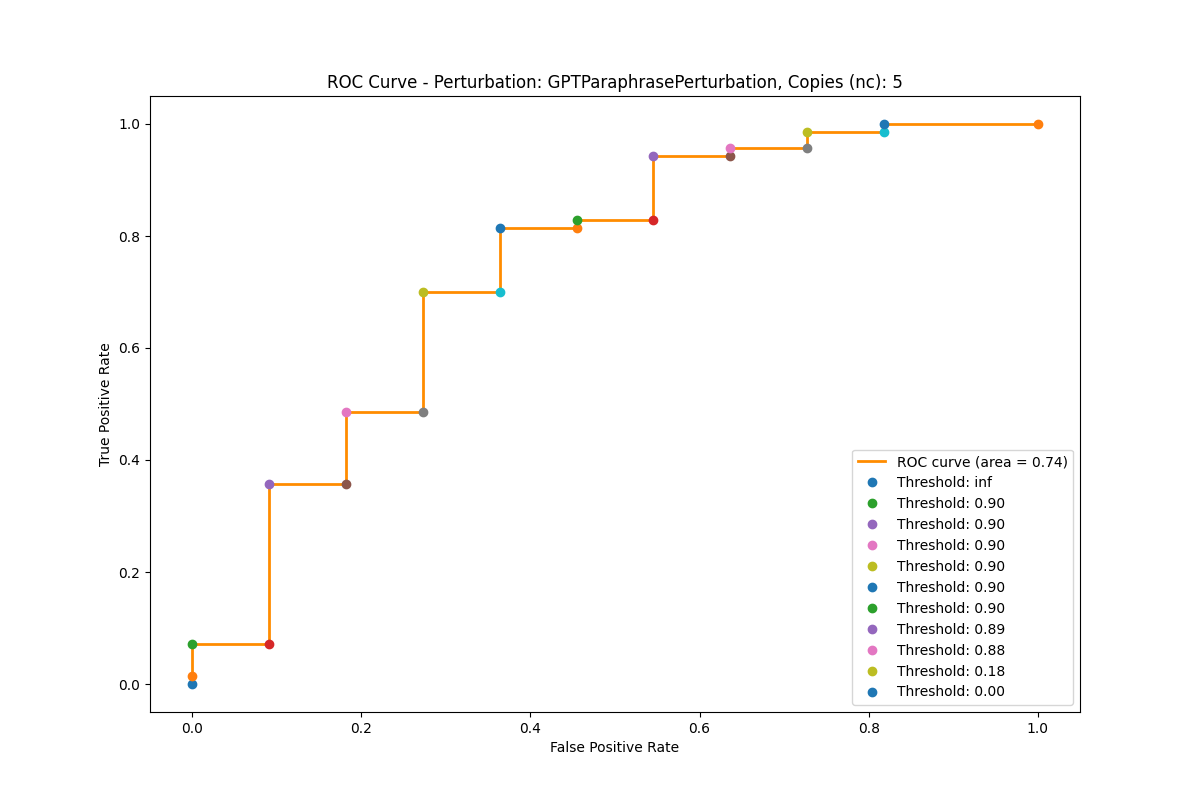 ROC Curve - Perturbation: GPTParaphrasePerturbation, Copies (nc): 5
1.0
0.8
0.6
0.4
0.2
0.0
True Positive Rate
ROC curve (area = 0.74)
Threshold: inf
Threshold: 0.90
Threshold: 0.90
Threshold: 0.90
Threshold: 0.90
Threshold: 0.90
Threshold: 0.90
Threshold: 0.89
Threshold: 0.88
Threshold: 0.18
Threshold: 0.00
0.0 0.2 0.4 0.6 0.8 1.0
False Positive Rate